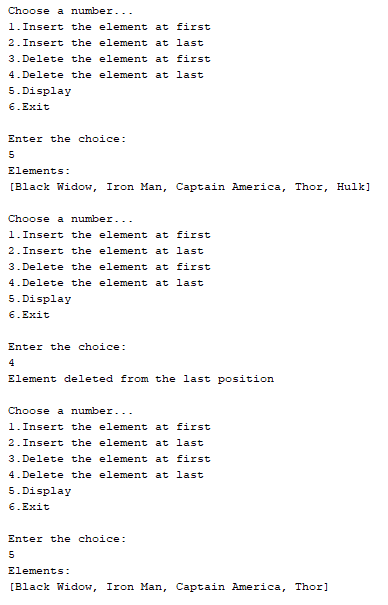 Choose a number...
1.Insert the element at first
2.Insert the element at last
3.Delete the element at first
4.Delete the element at last
5.Display
6.Exit
Enter the choice:
5
Elements:
[Black Widow, Iron Man, Captain America, Thor, Hulk]
Choose a number...
1.Insert the element at first
2.Insert the element at last
3.Delete the element at first
4.Delete the element at last
5.Display
6.Exit
Enter the choice:
4
Element deleted from the last position
Choose a number...
1.Insert the element at first
2.Insert the element at last
3.Delete the element at first
4.Delete the element at last
5.Display
6.Exit
Enter the choice:
5
Elements:
[Black Widow, Iron Man, Captain America, Thor]